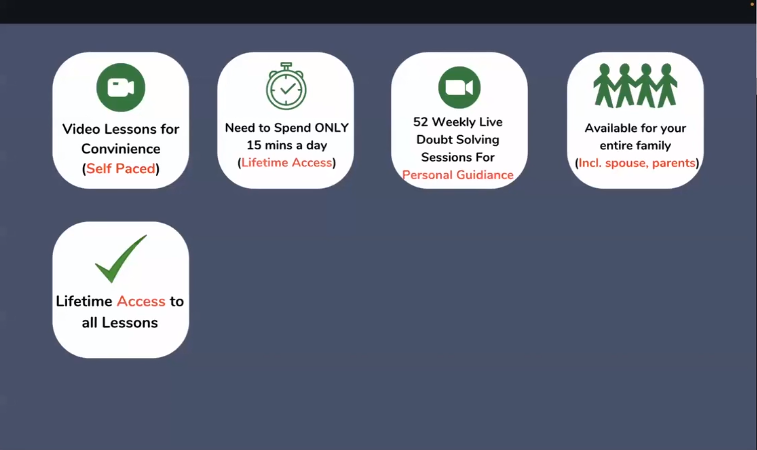 Video Lessons for
Convinience
(Self Paced)
Need to Spend ONLY
15 mins a day
(Lifetime Access)
52 Weekly Live
Doubt Solving
Sessions For
Personal Guidiance
Available for your
entire family
(Incl. spouse, parents)
Lifetime Access to
all Lessons